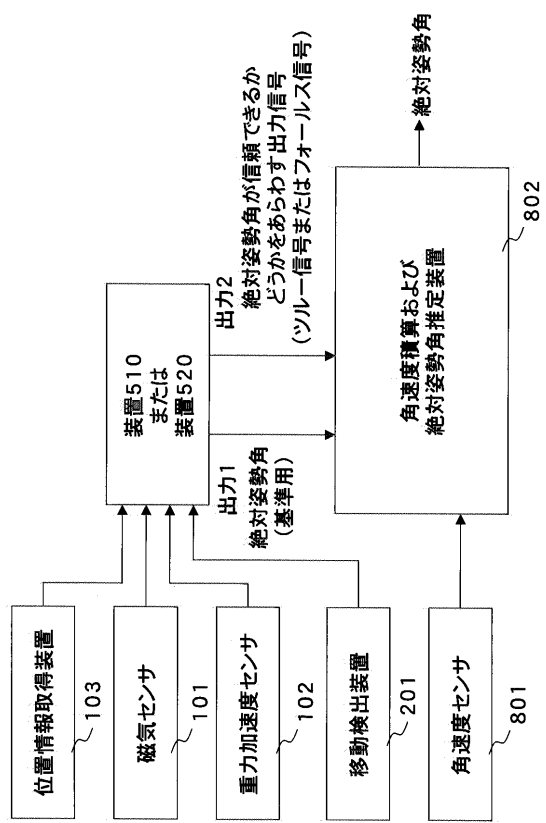 位置情報取得装置
103
磁気センサ
101
重力加速度センサ
102
移動検出装置
201
角速度センサ
801
装置510
または
装置520
出力1
絶対姿勢角
(基準用)
出力2
絶対姿勢角が信頼できるか
どうかをあらわす出力信号
(ツルー信号またはフォールス信号)
角速度積算および
絶対姿勢角推定装置
802
絶対姿勢角